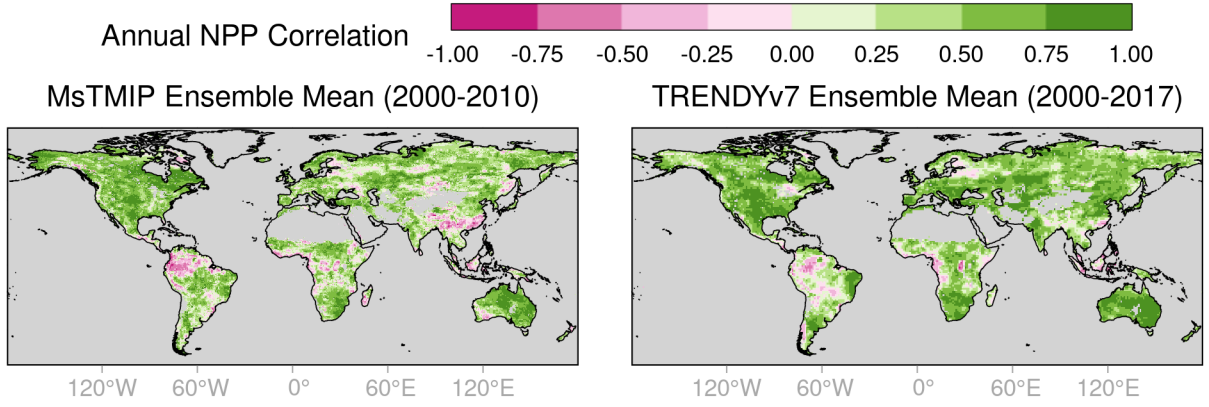 Annual NPP Correlation
-1.00 -0.75 -0.50 -0.25 0.00 0.25 0.50 0.75 1.00
MsTMIP Ensemble Mean (2000-2010)
TRENDYv7 Ensemble Mean (2000-2017)
120°W 60°W 0° 60°E 120°E
120°W 60°W 0° 60°E 120°E